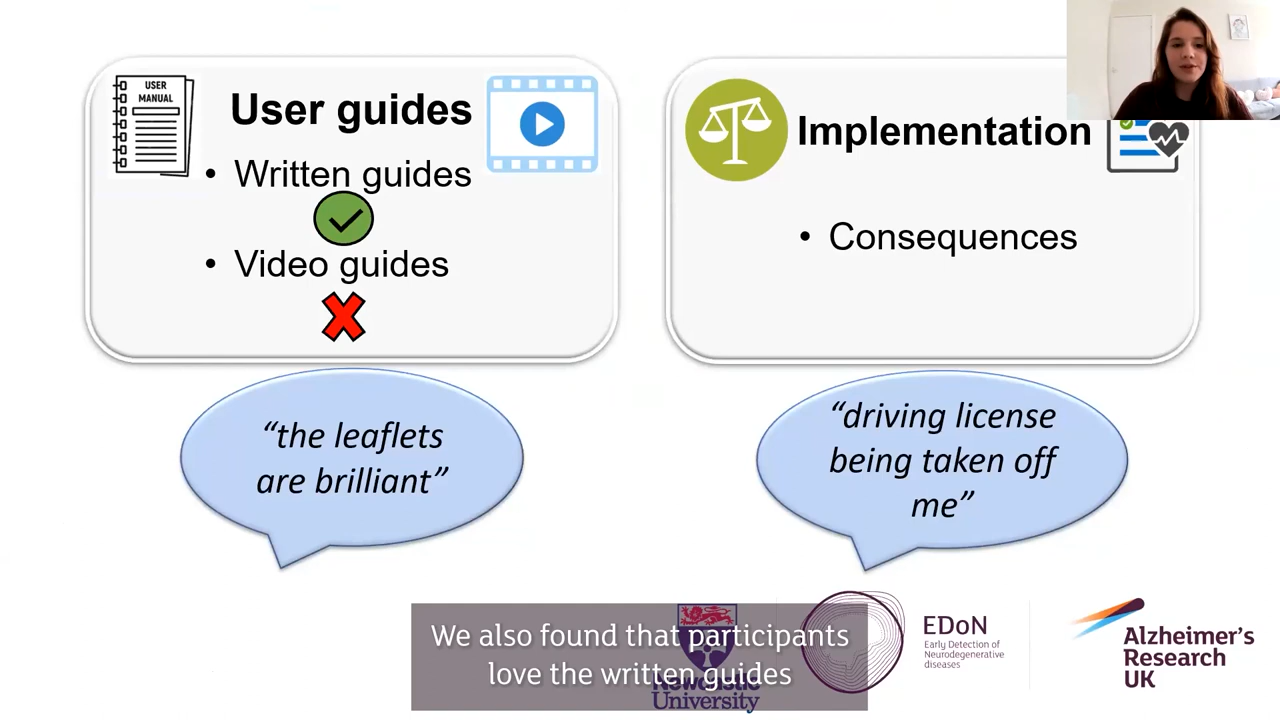 USER
MANUAL
User guides
• Written guides
• Video guides
“the leaflets
are brilliant”
Implementation
• Consequences
“driving license
being taken off
me”
We also found that participants
love the written guides
Newcastle
University
EDoN
Early Detection of
Neurodegenerative
diseases
Alzheimer's
Research
UK